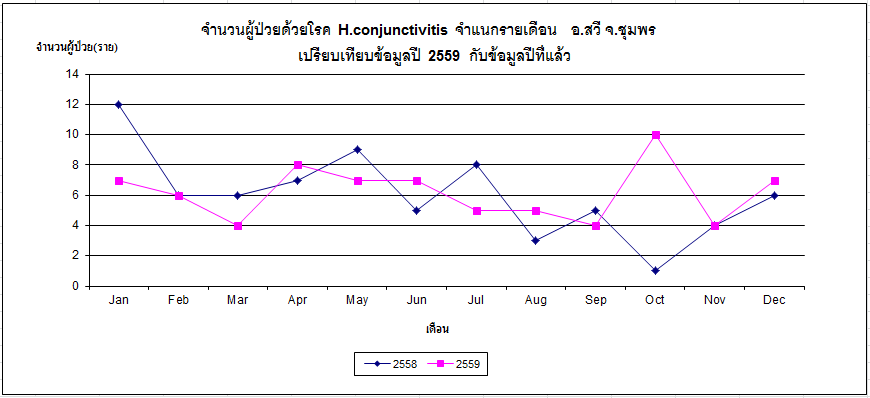 จำนวนผู้ป่วยด้วยโรค H.conjunctivitis จำแนกรายเดือน อ.สวี จ.ชุมพร
เปรียบเทียบข้อมูลปี 2559 กับข้อมูลปีที่แล้ว
จำนวนผู้ป่วย(ราย)
14
12
10
8
6
4
2
0
Jan Feb Mar Apr May Jun Jul Aug Sep Oct Nov Dec
เดือน
2558 2559